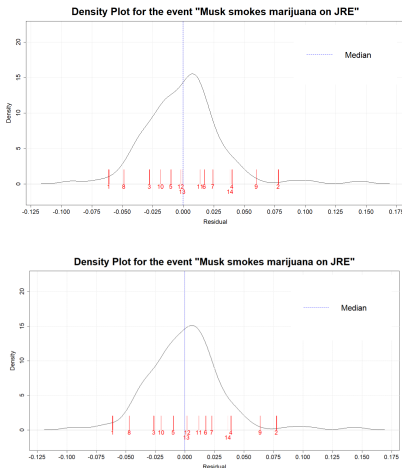 Density Plot for the event "Musk smokes marijuana on JRE"
20
15
10
5
0
Density
Median
1 8 3 10 5 12 11 6 7 4 9 2
13 14
-0.125 -0.100 -0.075 -0.050 -0.025 0.000 0.025 0.050 0.075 0.100 0.125 0.150 0.175
Residual
Density Plot for the event "Musk smokes marijuana on JRE"
20
15
10
5
0
Density
Median
1 8 3 10 5 12 11 6 7 4 9 2
13 14
-0.125 -0.100 -0.075 -0.050 -0.025 0.000 0.025 0.050 0.075 0.100 0.125 0.150 0.175
Residual